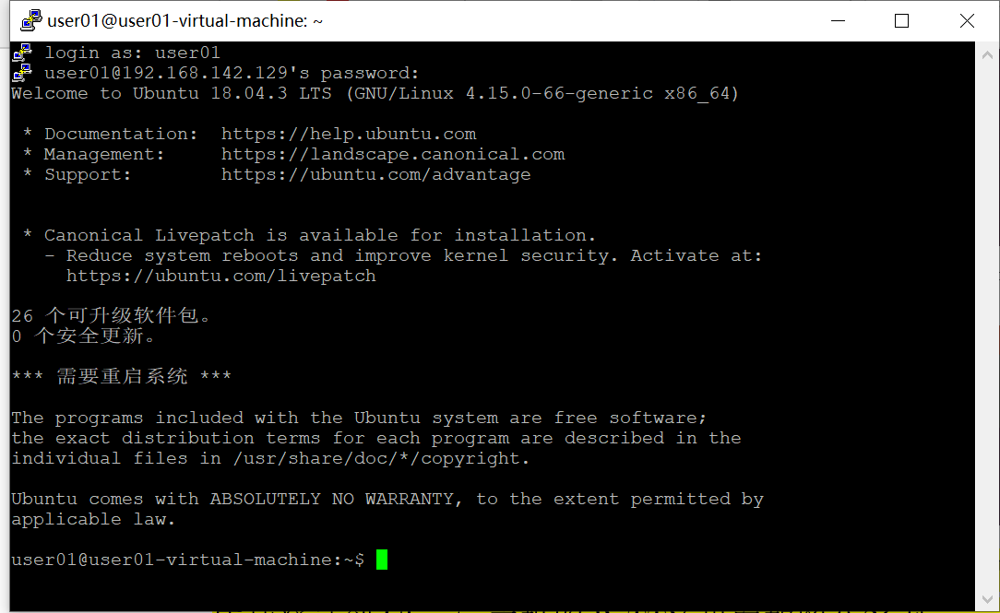 user01@user01-virtual-machine: ~
login as: user01
user01@192.168.142.129's password:
Welcome to Ubuntu 18.04.3 LTS (GNU/Linux 4.15.0-66-generic x86_64)
* Documentation:  https://help.ubuntu.com
* Management:     https://landscape.canonical.com
* Support:        https://ubuntu.com/advantage
* Canonical Livepatch is available for installation.
- Reduce system reboots and improve kernel security. Activate at:
https://ubuntu.com/livepatch
26 个可升级软件包。
0 个安全更新。
*** 需要重启系统 ***
The programs included with the Ubuntu system are free software;
the exact distribution terms for each program are described in the
individual files in /usr/share/doc/*/copyright.
Ubuntu comes with ABSOLUTELY NO WARRANTY, to the extent permitted by
applicable law.
user01@user01-virtual-machine:~$